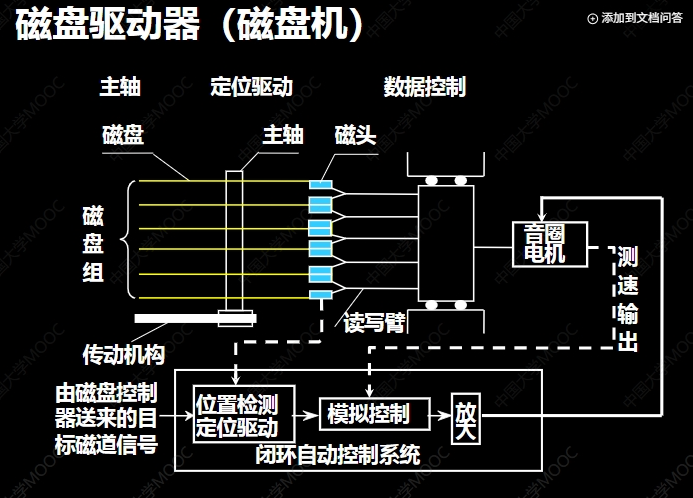 磁盘驱动器（磁盘机）
添加到文档问答
主轴
定位驱动
数据控制
磁盘
主轴
磁头
磁
盘
组
音圈
电机
测
速
输
出
读写臂
传动机构
由磁盘控制
器送来的目
标磁道信号
位置检测
定位驱动
模拟控制
放
大
闭环自动控制系统
中国大学MOOC